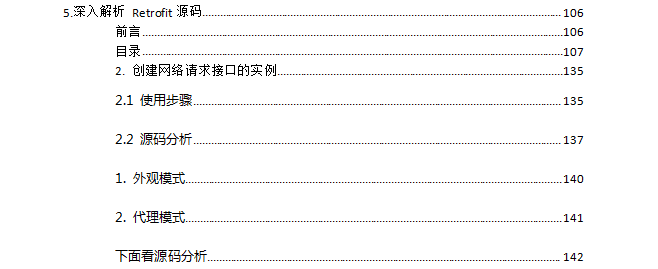 5.深入解析 Retrofit 源码........................................ 106
前言........................................ 106
目录........................................ 107
2. 创建网络请求接口的实例........................................ 135
2.1 使用步骤........................................ 135
2.2 源码分析........................................ 137
1. 外观模式........................................ 140
2. 代理模式........................................ 141
下面看源码分析........................................ 142